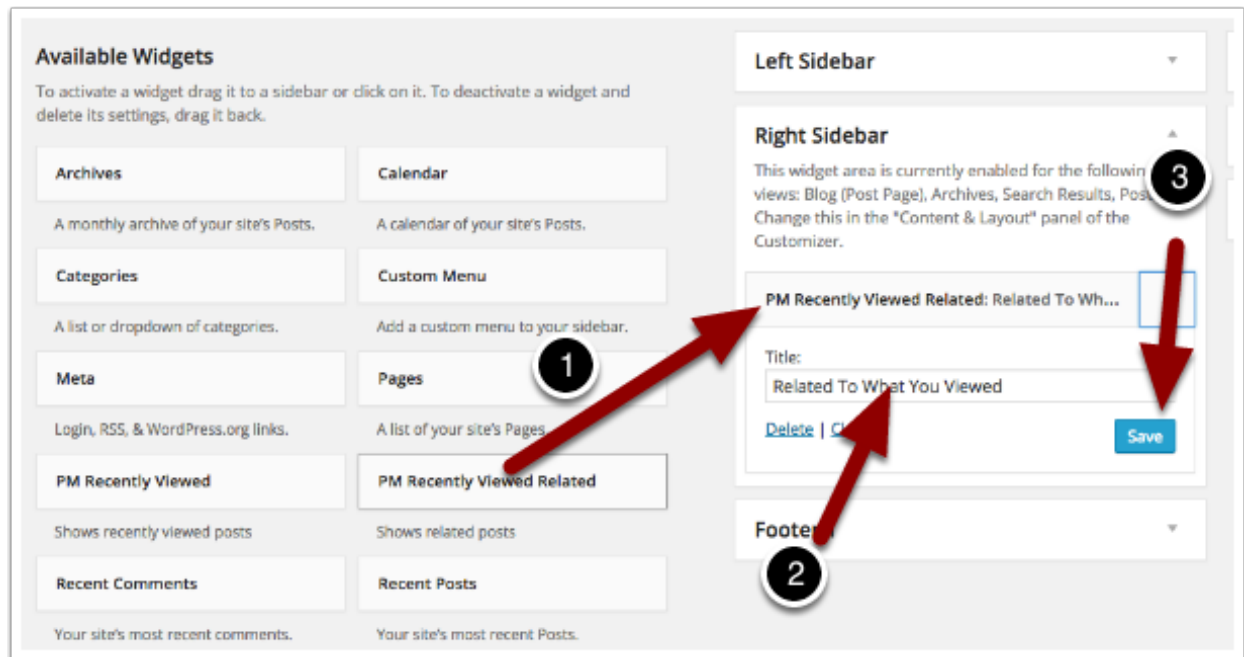 Available Widgets
To activate a widget drag it to a sidebar or click on it. To deactivate a widget and
delete its settings, drag it back.
Archives
A monthly archive of your site's Posts.
Calendar
A calendar of your site's Posts.
Categories
A list or dropdown of categories.
Custom Menu
Add a custom menu to your sidebar.
Meta
Login, RSS, & WordPress.org links.
Pages
A list of your site's Pages.
PM Recently Viewed
Shows recently viewed posts
PM Recently Viewed Related
Shows related posts
Recent Comments
Your site's most recent comments.
Recent Posts
Your site's most recent Posts.
1
Left Sidebar
Right Sidebar
This widget area is currently enabled for the
views: Blog (Post Page), Archives, Search Results,
Change this in the "Content & Layout" panel of the
Customizer.
3
PM Recently Viewed Related: Related To Wh...
Title:
Related To What You Viewed
Delete |
Save
2